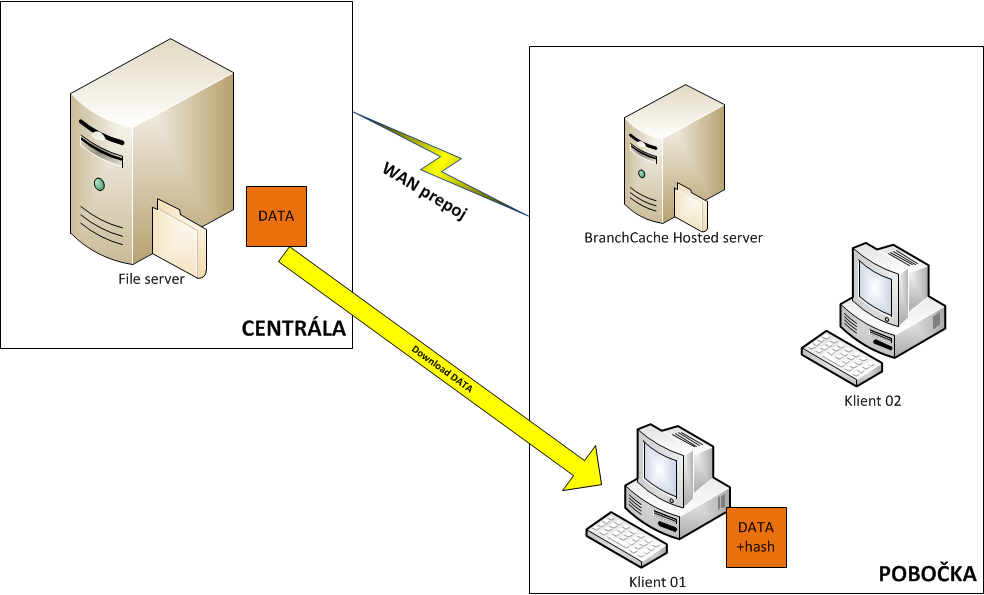 DATA
File server
CENTRÁLA
WAN prepoj
BranchCache Hosted server
Klient 02
Download DATA
DATA
+hash
Klient 01
POBOČKA